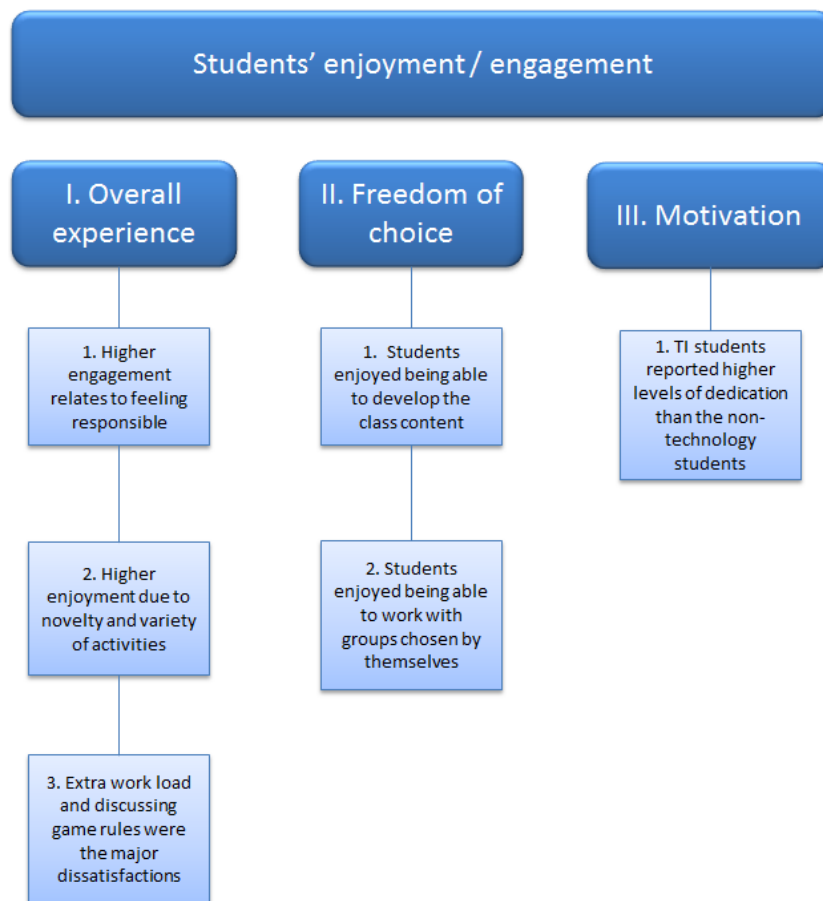 Students’ enjoyment / engagement
I. Overall
experience
1. Higher
engagement
relates to feeling
responsible
2. Higher
enjoyment due to
novelty and variety
of activities
3. Extra work load
and discussing
game rules were
the major
dissatisfactions
II. Freedom of
choice
1. Students
enjoyed being able
to develop the
class content
2. Students
enjoyed being able
to work with
groups chosen by
themselves
III. Motivation
1. TI students
reported higher
levels of dedication
than the non-
technology
students